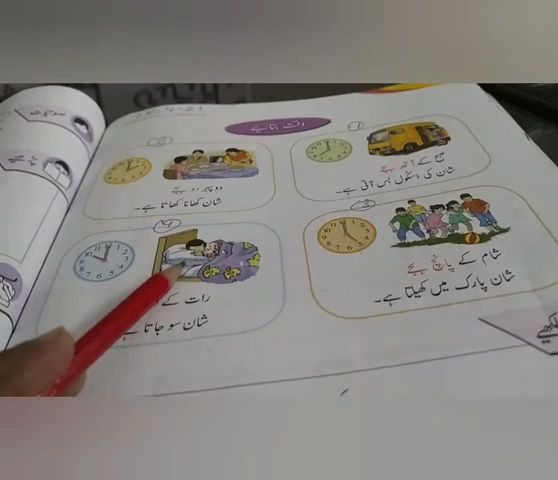 وقت بتائیے
صبح کے آٹھ بجے
شان کی اسکول بس آتی ہے۔
دوپہر دو بجے
شان کھانا کھاتا ہے۔
شام کے پانچ بجے
شان پارک میں کھیلتا ہے۔
رات کے
شان سو جاتا ہے